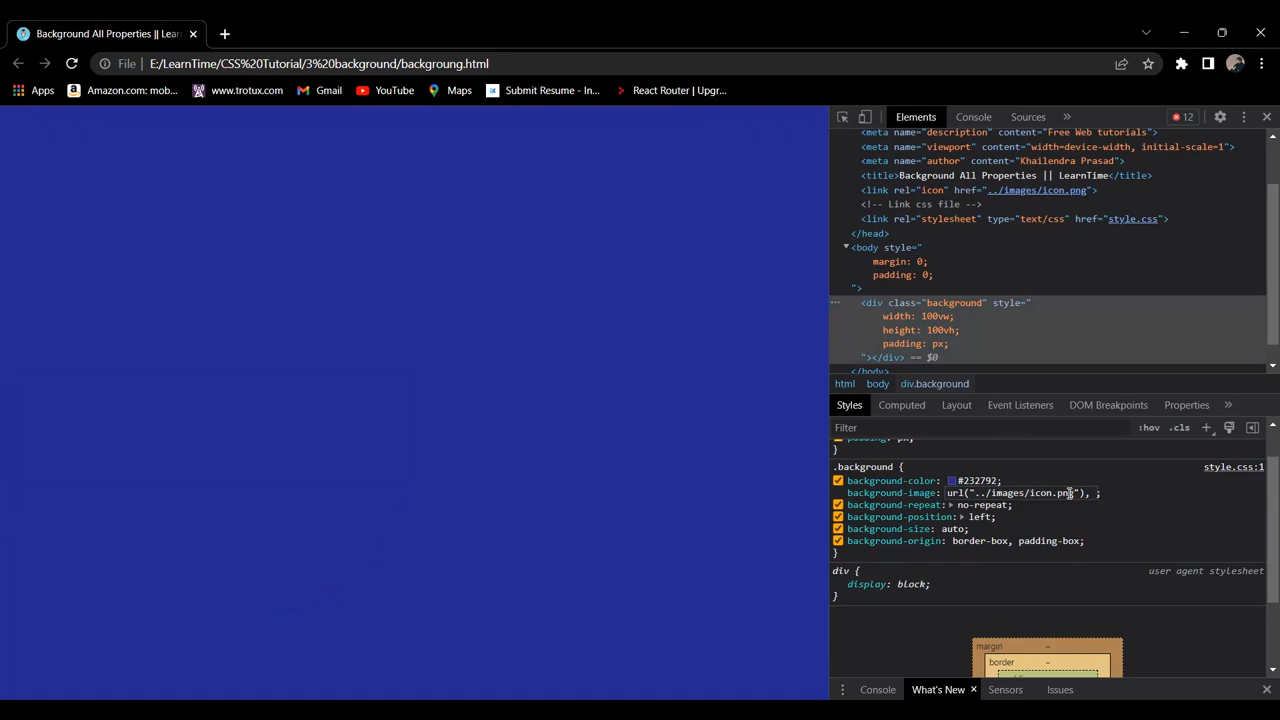 Background All Properties || Lear
File E:/LearnTime/CSS%20Tutorial/3%20background/backgroung.html
Apps Amazon.com: mob... www.trotux.com Gmail YouTube Maps Submit Resume - In... React Router | Upgr...
Elements Console Sources » 12
<meta name="description" content="Free Web tutorials">
<meta name="viewport" content="width=device-width, initial-scale=1">
<meta name="author" content="Khailendra Prasad">
<title>Background All Properties || LearnTime</title>
<link rel="icon" href="../images/icon.png">
<!-- Link css file -->
<link rel="stylesheet" type="text/css" href="style.css">
</head>
<body style="
margin: 0;
padding: 0;
">
<div class="background" style="
width: 100vw;
height: 100vh;
padding: px;
"></div> == $0
</body>
html body div.background
Styles Computed Layout Event Listeners DOM Breakpoints Properties »
Filter :hov .cls
padding: px;
}
.background { style.css:1
background-color: #232792;
background-image: url("../images/icon.png"), ;
background-repeat: no-repeat;
background-position: left;
background-size: auto;
background-origin: border-box, padding-box;
}
div { user agent stylesheet
display: block;
}
margin –
border –
Console What's New Sensors Issues